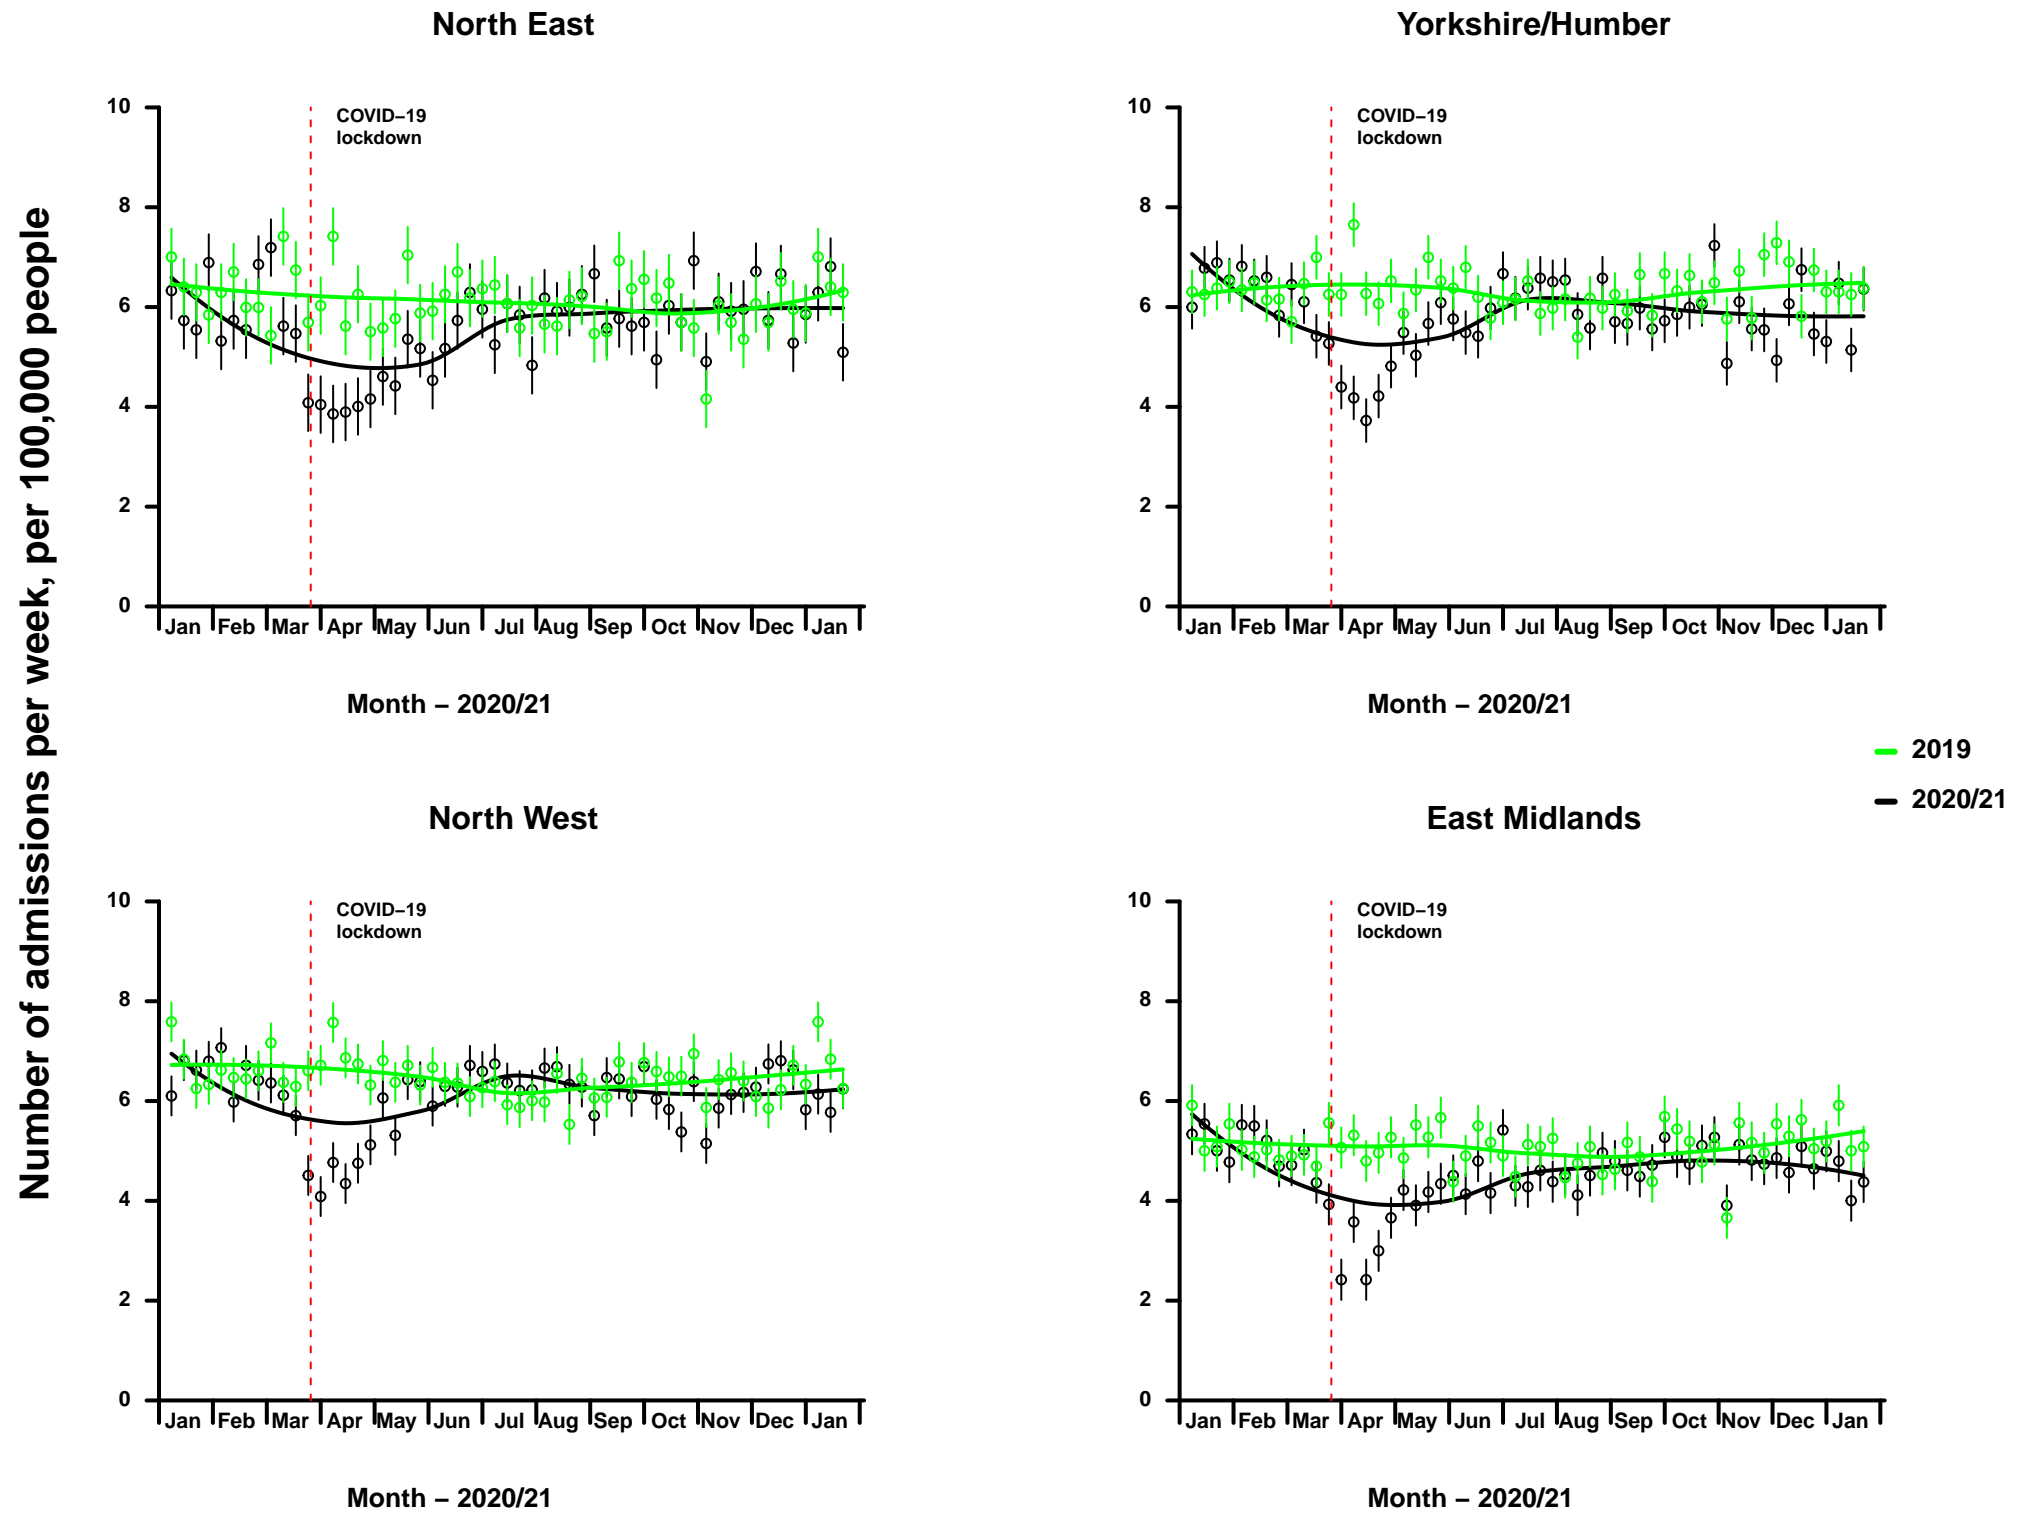 Number of admissions per week, per 100,000 people
North East
10
8
6
4
2
0
COVID−19
lockdown
Jan Feb Mar Apr May Jun Jul Aug Sep Oct Nov Dec Jan
Month − 2020/21
Yorkshire/Humber
10
8
6
4
2
0
COVID−19
lockdown
Jan Feb Mar Apr May Jun Jul Aug Sep Oct Nov Dec Jan
Month − 2020/21
2019
2020/21
North West
10
8
6
4
2
0
COVID−19
lockdown
Jan Feb Mar Apr May Jun Jul Aug Sep Oct Nov Dec Jan
Month − 2020/21
East Midlands
10
8
6
4
2
0
COVID−19
lockdown
Jan Feb Mar Apr May Jun Jul Aug Sep Oct Nov Dec Jan
Month − 2020/21